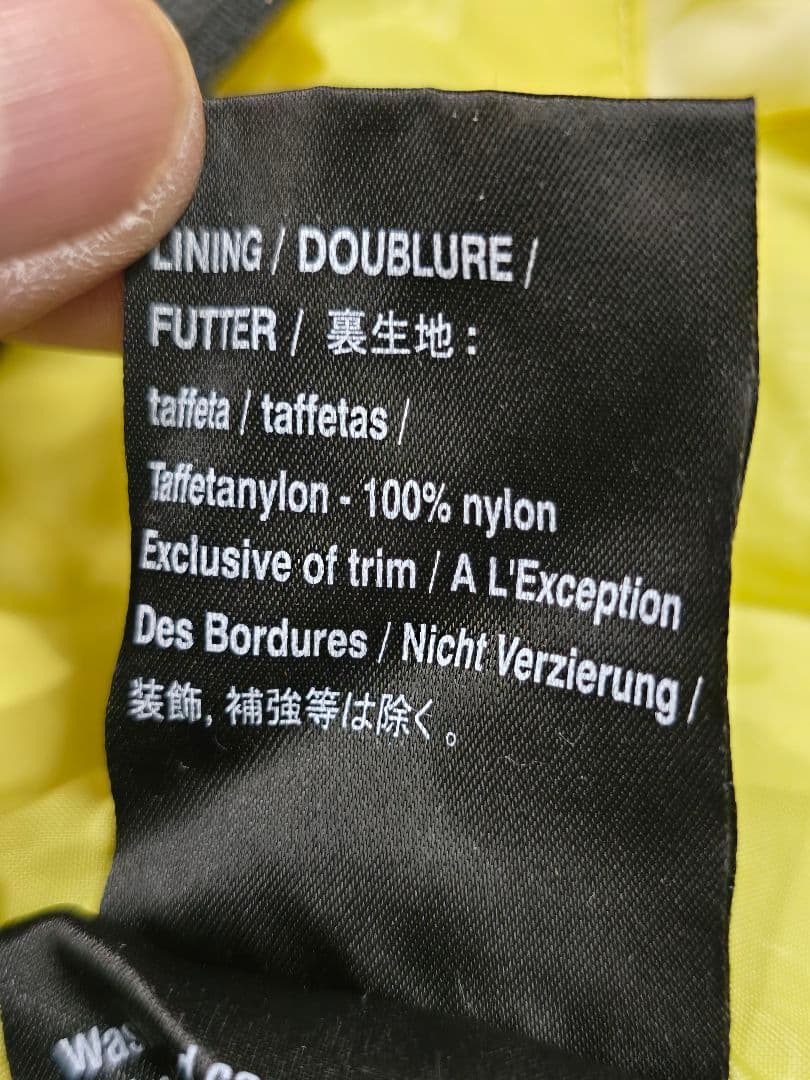 LINING / DOUBLURE /
FUTTER / 裏生地 :
taffeta / taffetas /
Taffetanylon - 100% nylon
Exclusive of trim / A L'Exception
Des Bordures / Nicht Verzierung /
装飾, 補強等は除く。